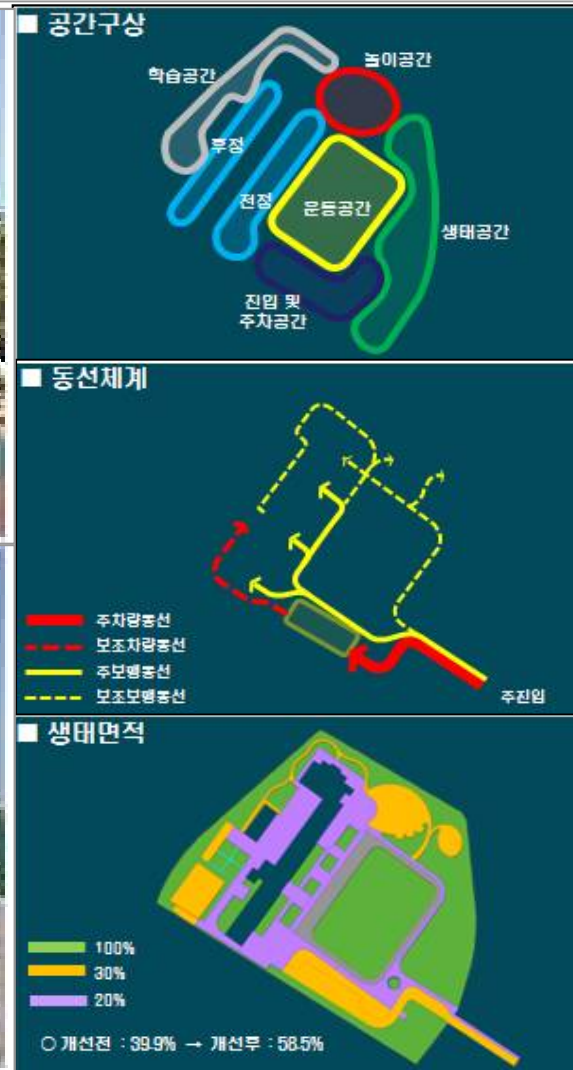 ■ 공간구상
놀이공간
학습공간
후정
전정
운동공간
생태공간
진입 및
주차공간
■ 동선체계
주차량동선
보조차량동선
주보행동선
보조보행동선
주진입
■ 생태면적
100%
30%
20%
○ 개선전 : 39.9% → 개선후 : 58.5%